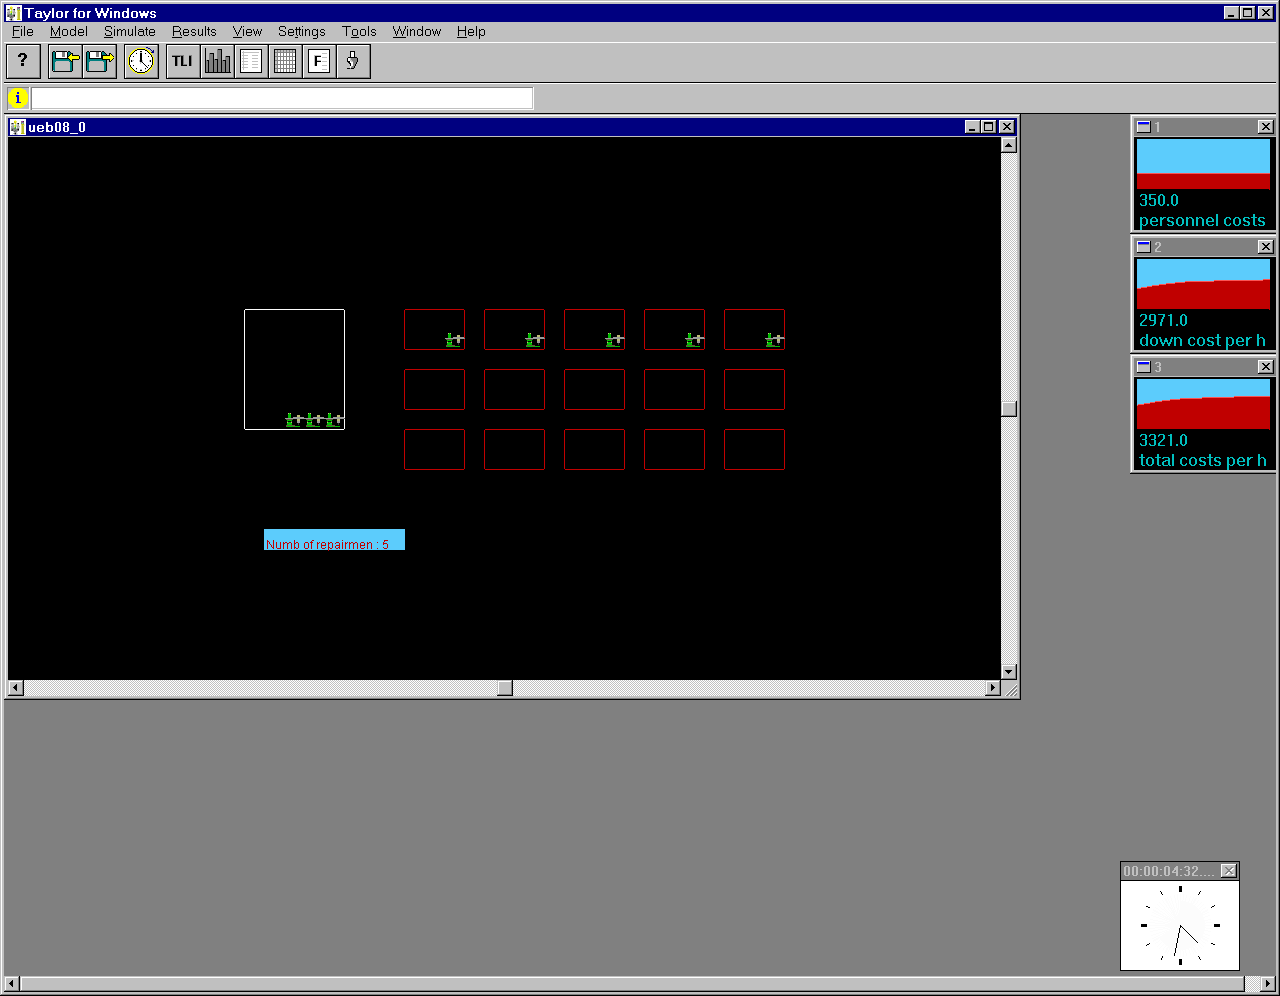 Taylor for Windows
File Model Simulate Results View Settings Tools Window Help
? TLI F
i
ueb08_0
Numb of repairmen : 5
1
350.0
personnel costs
2
2971.0
down cost per h
3
3321.0
total costs per h
00:00:04:32....